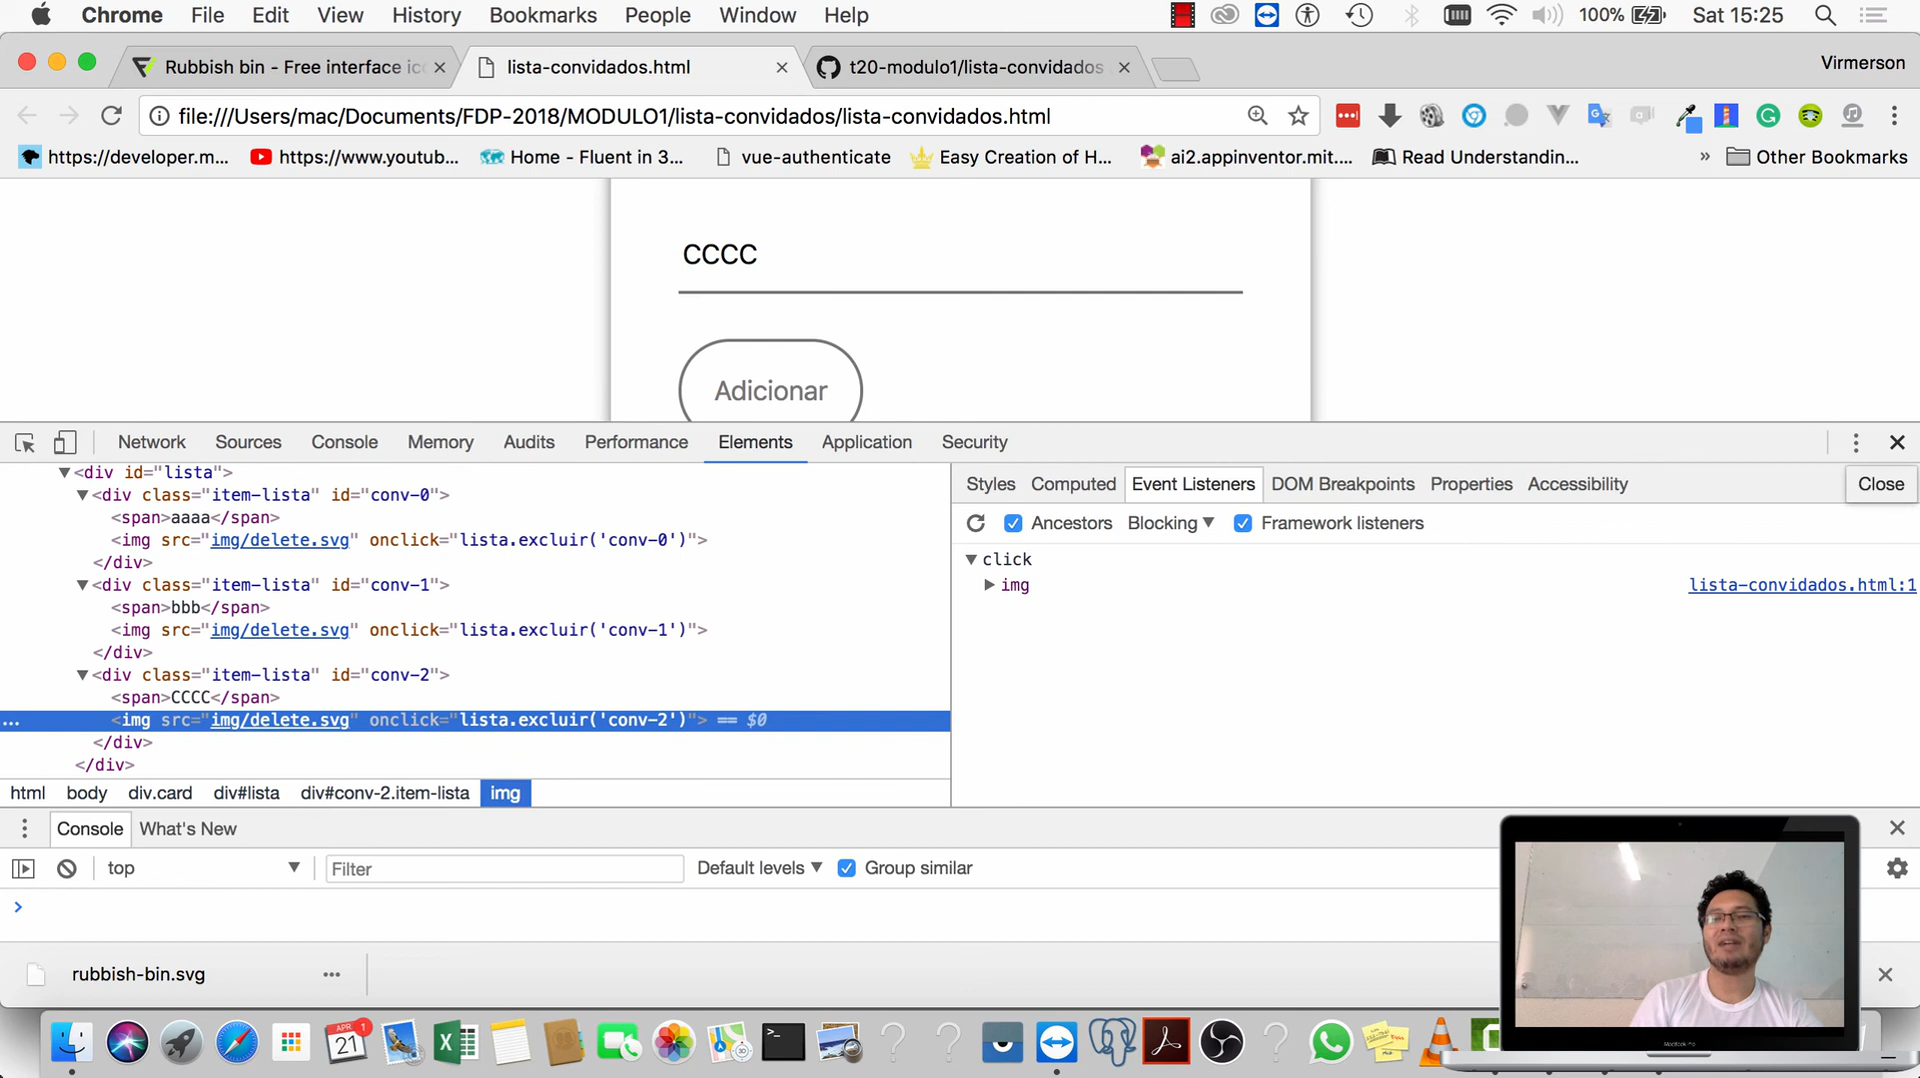 Chrome File Edit View History Bookmarks People Window Help 100% Sat 15:25
Rubbish bin - Free interface ico lista-convidados.html t20-modulo1/lista-convidados Virmerson
file:///Users/mac/Documents/FDP-2018/MODULO1/lista-convidados/lista-convidados.html
https://developer.m... https://www.youtub... Home - Fluent in 3... vue-authenticate Easy Creation of H... ai2.appinventor.mit.... Read Understandin... » Other Bookmarks
CCCC
Adicionar
Network Sources Console Memory Audits Performance Elements Application Security
<div id="lista">
<div class="item-lista" id="conv-0">
<span>aaaa</span>
<img src="img/delete.svg" onclick="lista.excluir('conv-0')">
</div>
<div class="item-lista" id="conv-1">
<span>bbb</span>
<img src="img/delete.svg" onclick="lista.excluir('conv-1')">
</div>
<div class="item-lista" id="conv-2">
<span>CCCC</span>
... <img src="img/delete.svg" onclick="lista.excluir('conv-2')"> == $0
</div>
</div>
html body div.card div#lista div#conv-2.item-lista img
Styles Computed Event Listeners DOM Breakpoints Properties Accessibility Close
Ancestors Blocking Framework listeners
click
img lista-convidados.html:1
Console What's New
top Filter Default levels Group similar
rubbish-bin.svg
APR 1
21
3D